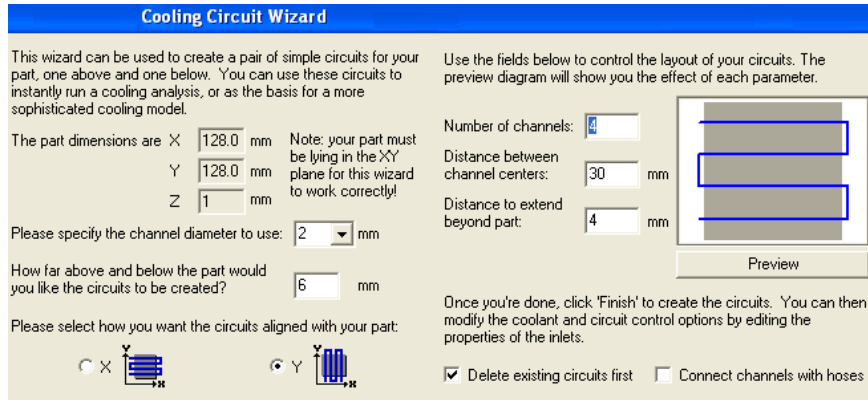 Cooling Circuit Wizard
This wizard can be used to create a pair of simple circuits for your
part, one above and one below. You can use these circuits to
instantly run a cooling analysis, or as the basis for a more
sophisticated cooling model.
The part dimensions are X 128.0 mm
Y 128.0 mm
Z 1 mm
Note: your part must
be lying in the XY
plane for this wizard
to work correctly!
Please specify the channel diameter to use: 2 mm
How far above and below the part would
you like the circuits to be created? 6 mm
Please select how you want the circuits aligned with your part:
X Y x Y Y x
Use the fields below to control the layout of your circuits. The
preview diagram will show you the effect of each parameter.
Number of channels: 4
Distance between
channel centers: 30 mm
Distance to extend
beyond part: 4 mm
Preview
Once you're done, click 'Finish' to create the circuits. You can then
modify the coolant and circuit control options by editing the
properties of the inlets.
Delete existing circuits first Connect channels with hoses